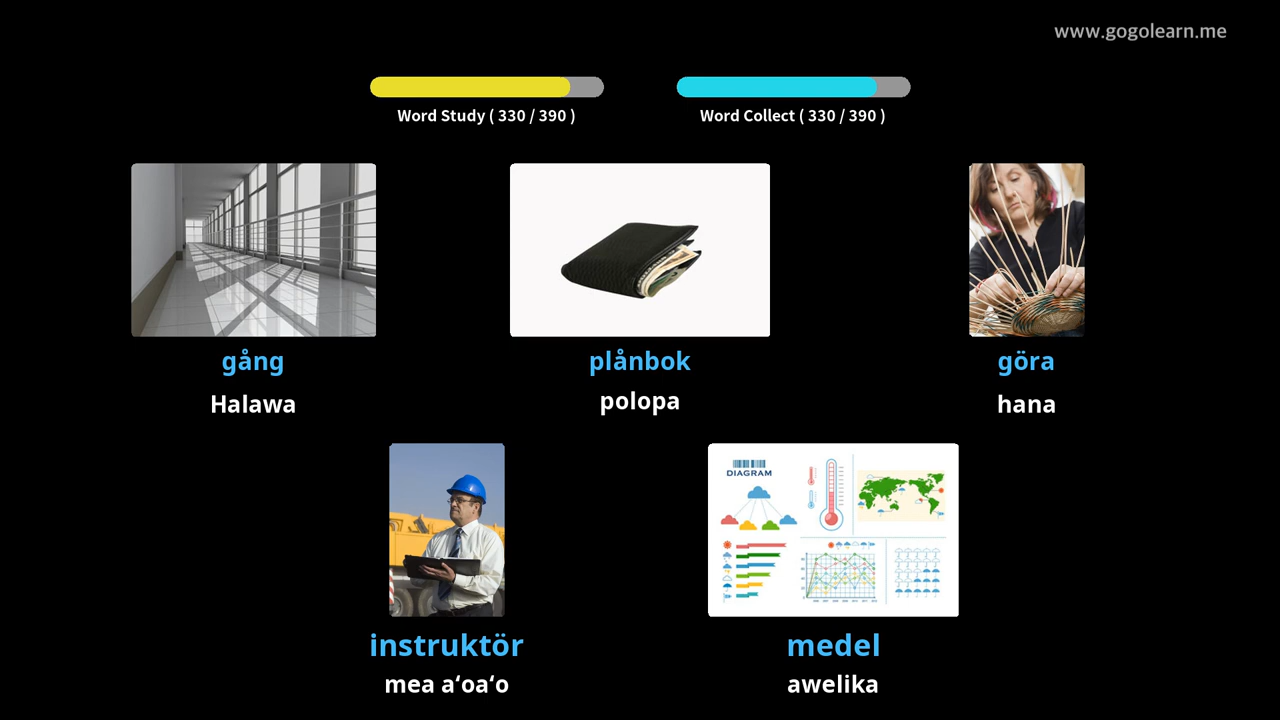 www.gogolearn.me
Word Study ( 330 / 390 )
Word Collect ( 330 / 390 )
gång
plånbok
göra
Halawa
polopa
hana
DIAGRAM
instruktör
medel
mea aʻoaʻo
awelika